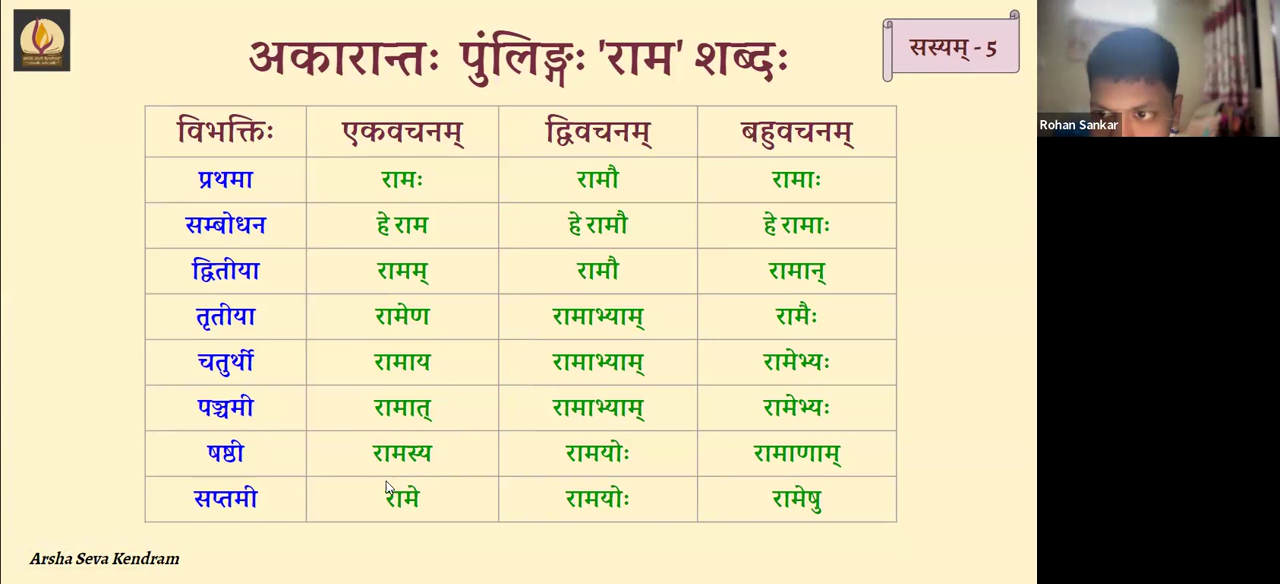 अकारान्तः पुंलिङ्गः 'राम' शब्दः
सस्यम् - 5
Rohan Sankar
विभक्तिः एकवचनम् द्विवचनम् बहुवचनम्
प्रथमा रामः रामौ रामाः
सम्बोधन हे राम हे रामौ हे रामाः
द्वितीया रामम् रामौ रामान्
तृतीया रामेण रामाभ्याम् रामैः
चतुर्थी रामाय रामाभ्याम् रामेभ्यः
पञ्चमी रामात् रामाभ्याम् रामेभ्यः
षष्ठी रामस्य रामयोः रामाणाम्
सप्तमी रामे रामयोः रामेषु
Arsha Seva Kendram